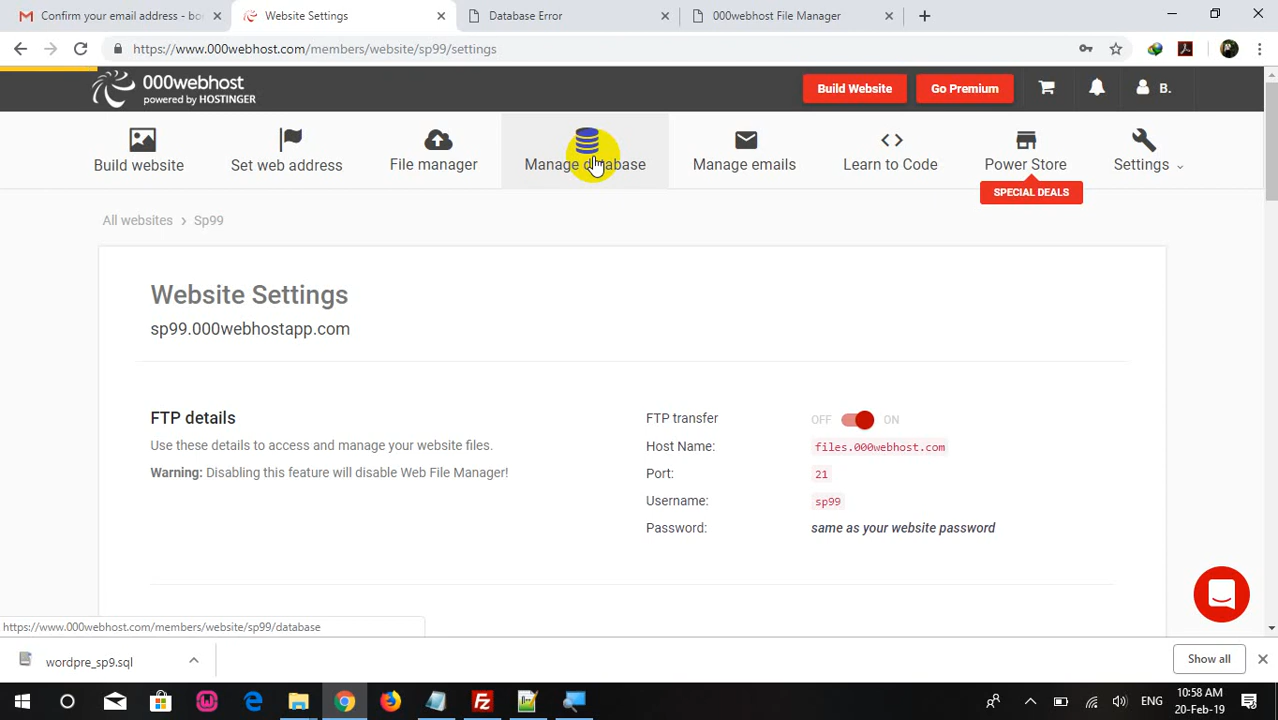 Confirm your email address - bor
Website Settings
Database Error
000webhost File Manager
https://www.000webhost.com/members/website/sp99/settings
000webhost
powered by HOSTINGER
Build Website
Go Premium
B.
Build website
Set web address
File manager
Manage database
Manage emails
Learn to Code
Power Store
Settings
SPECIAL DEALS
All websites > Sp99
Website Settings
sp99.000webhostapp.com
FTP details
Use these details to access and manage your website files.
Warning: Disabling this feature will disable Web File Manager!
FTP transfer
OFF ON
Host Name: files.000webhost.com
Port: 21
Username: sp99
Password: same as your website password
https://www.000webhost.com/members/website/sp99/database
wordpre_sp9.sql
Show all
ENG
10:58 AM
20-Feb-19